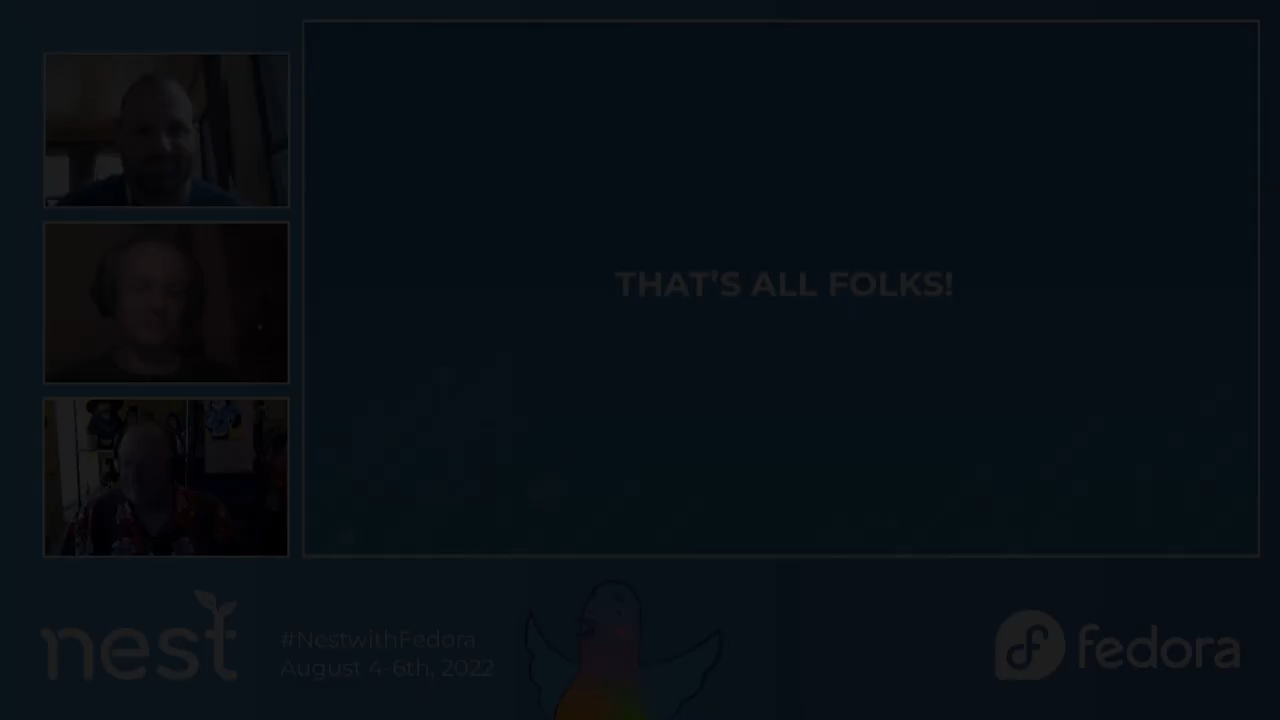 THAT'S ALL FOLKS!
nest
#NestwithFedora
August 4-6th, 2022
fedora